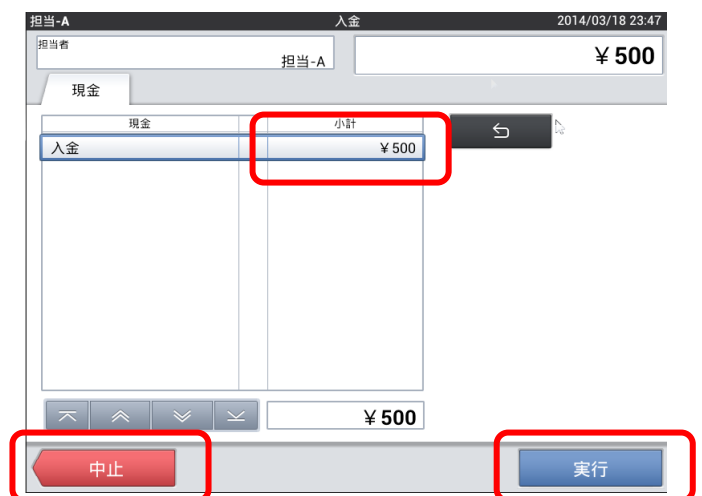 担当-A 入金 2014/03/18 23:47
担当者
担当-A
¥ 500
現金
現金 小計
入金 ¥ 500
¥ 500
中止 実行